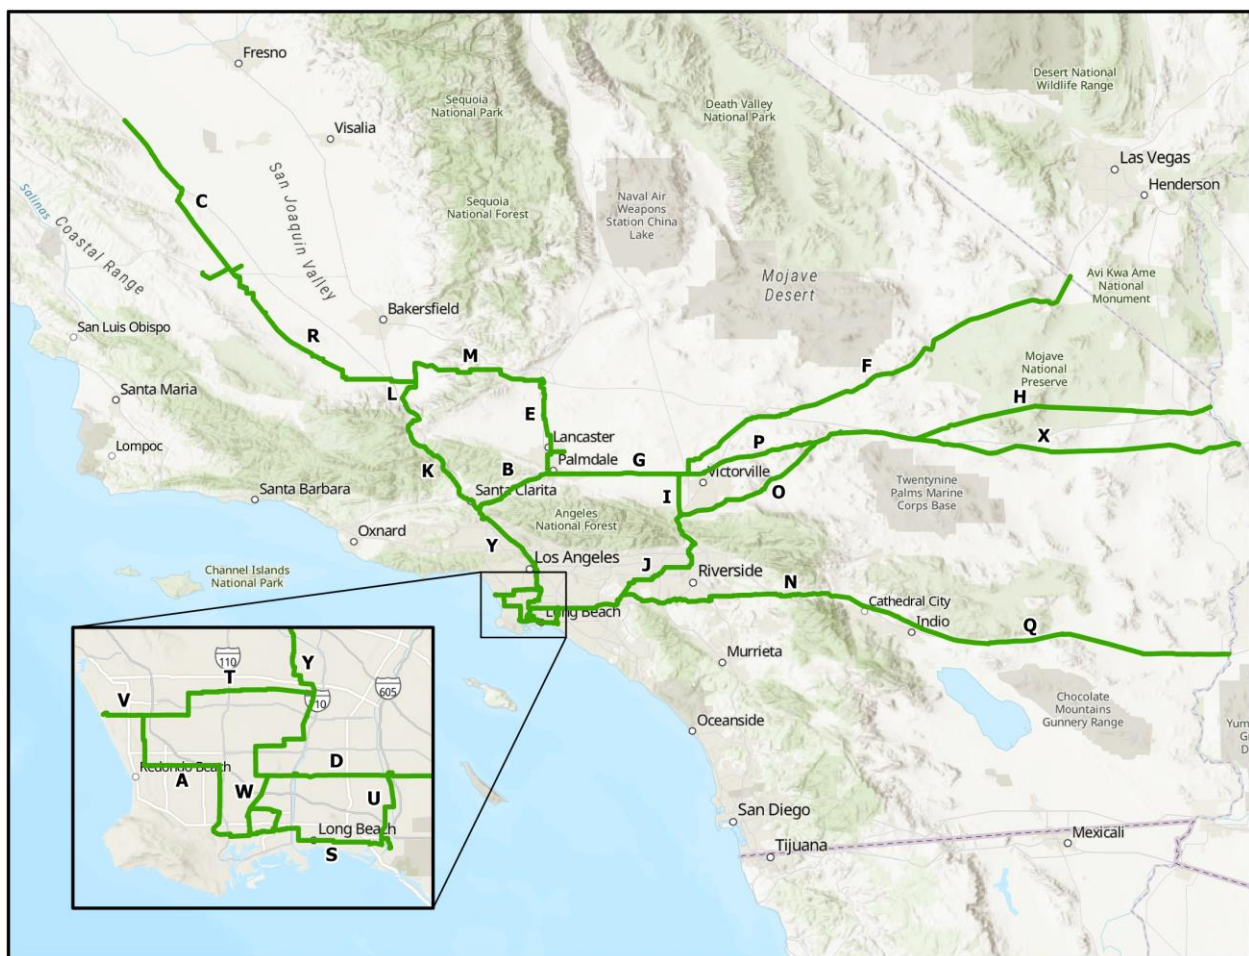 Fresno
Sequoia
National Park
Death Valley
National Park
Desert National
Wildlife Range
Visalia
Las Vegas
Henderson
Salinas
C
San Joaquin Valley
Sequoia
National Forest
Naval Air
Weapons
Station China
Lake
Coastal Range
Mojave
Desert
Avi Kwa Ame
National
Monument
Bakersfield
San Luis Obispo
R
M
F
Mojave
National
Preserve
Santa Maria
L
E
H
Lompoc
Lancaster
P
X
K
B
Palmdale
G
Victorville
Santa Barbara
Santa Clarita
I
O
Twentynine
Palms Marine
Corps Base
Angeles
National Forest
Oxnard
Y
Los Angeles
J
Riverside
Channel Islands
National Park
N
Cathedral City
Long Beach
Indio
Q
Murrieta
Chocolate
Mountains
Gunnery Range
Oceanside
San Diego
Tijuana
Mexicali
110
Y
T
605
V
D
Redondo Beach
A
W
U
Long Beach
S